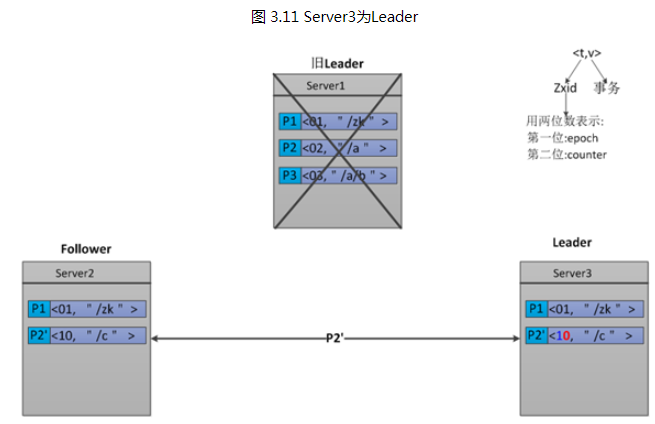 图 3.11 Server3为Leader
旧Leader
Server1
P1 <01, " /zk " >
P2 <02, " /a " >
P3 <03, " /a/b " >
<t,v>
Zxid 事务
用两位数表示:
第一位:epoch
第二位:counter
Follower
Server2
P1 <01, " /zk " >
P2' <10, " /c " >
P2'
Leader
Server3
P1 <01, " /zk " >
P2' <10, " /c " >